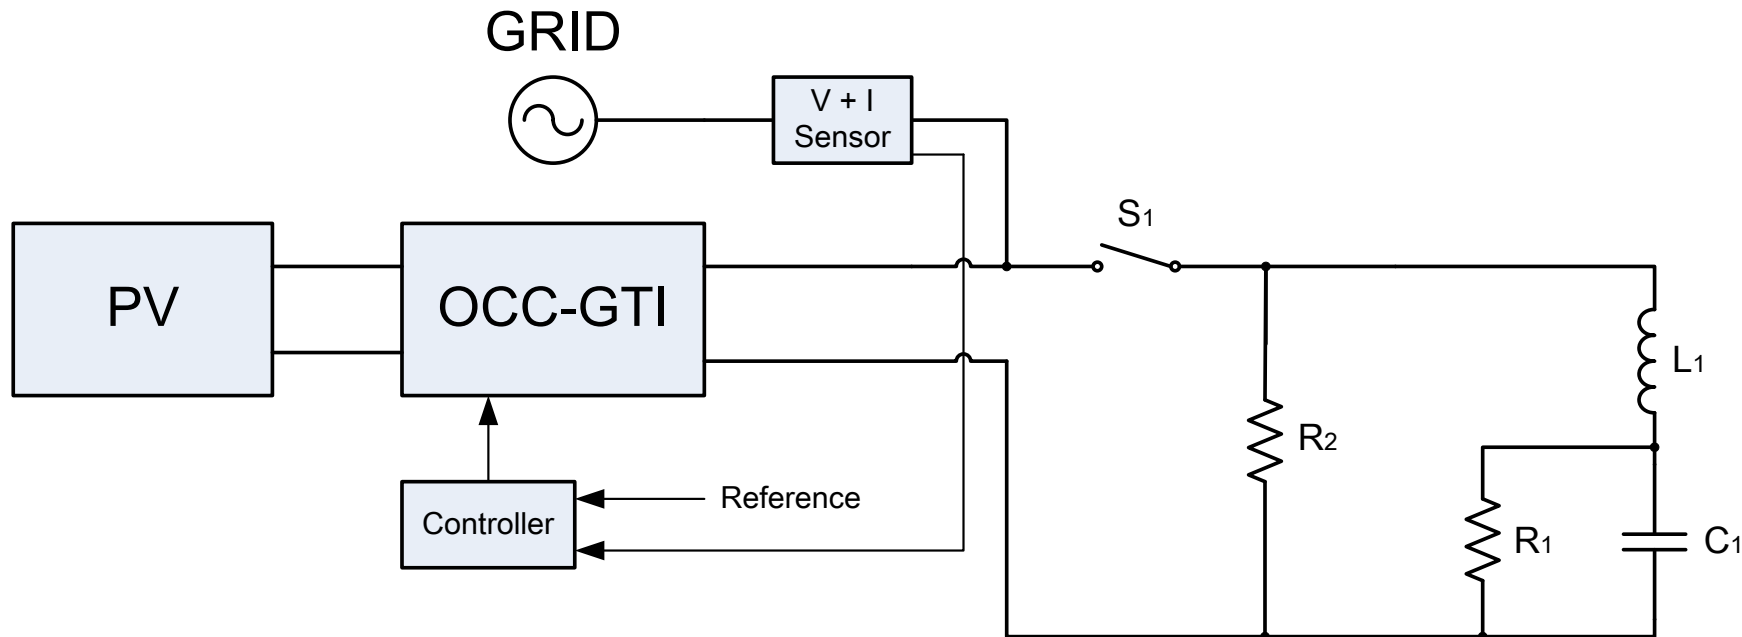 GRID
V + I
Sensor
S1
PV
OCC-GTI
L1
R2
Reference
Controller
R1
C1